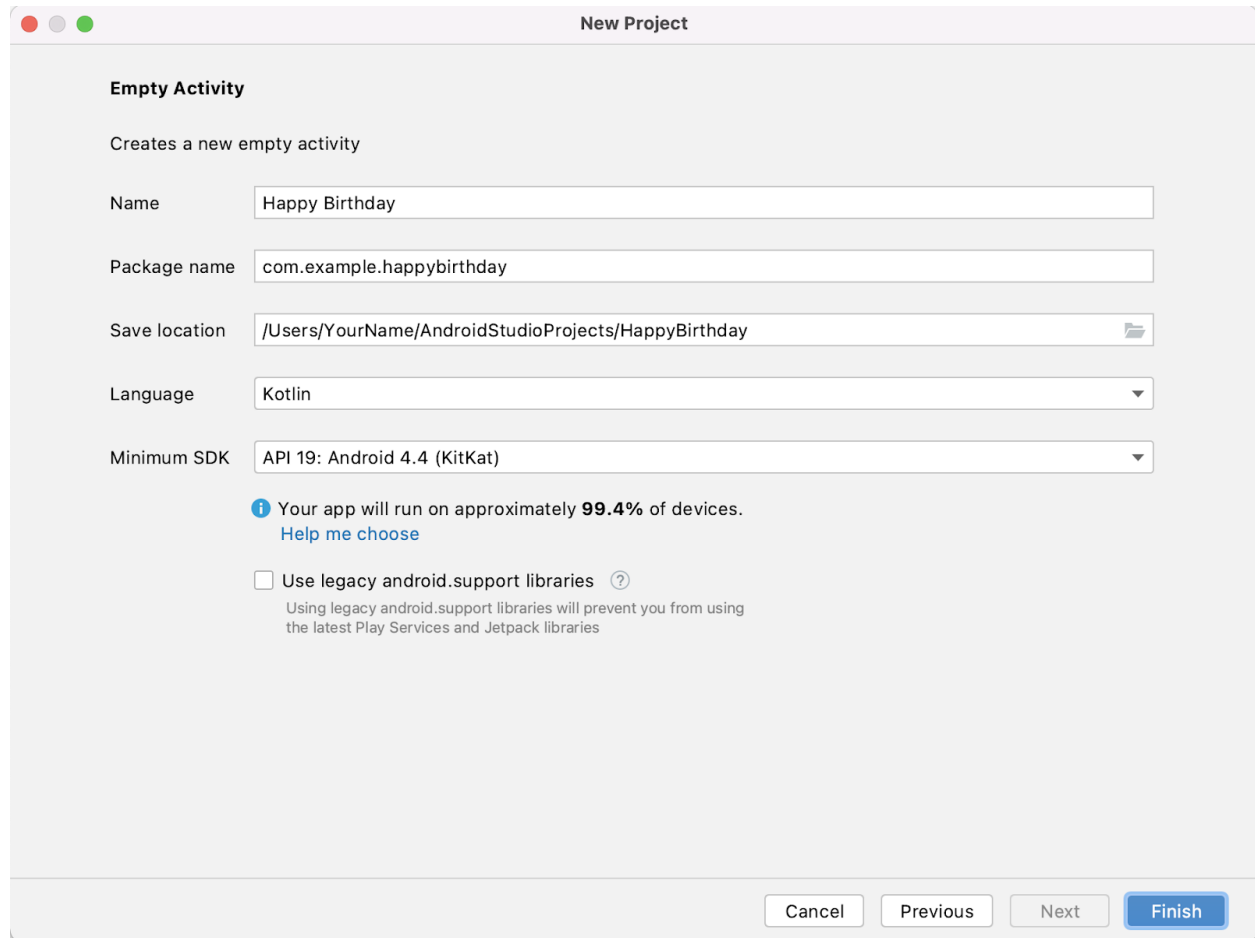 New Project
Empty Activity
Creates a new empty activity
Name Happy Birthday
Package name com.example.happybirthday
Save location /Users/YourName/AndroidStudioProjects/HappyBirthday
Language Kotlin
Minimum SDK API 19: Android 4.4 (KitKat)
i Your app will run on approximately 99.4% of devices.
Help me choose
Use legacy android.support libraries ?
Using legacy android.support libraries will prevent you from using
the latest Play Services and Jetpack libraries
Cancel Previous Next Finish